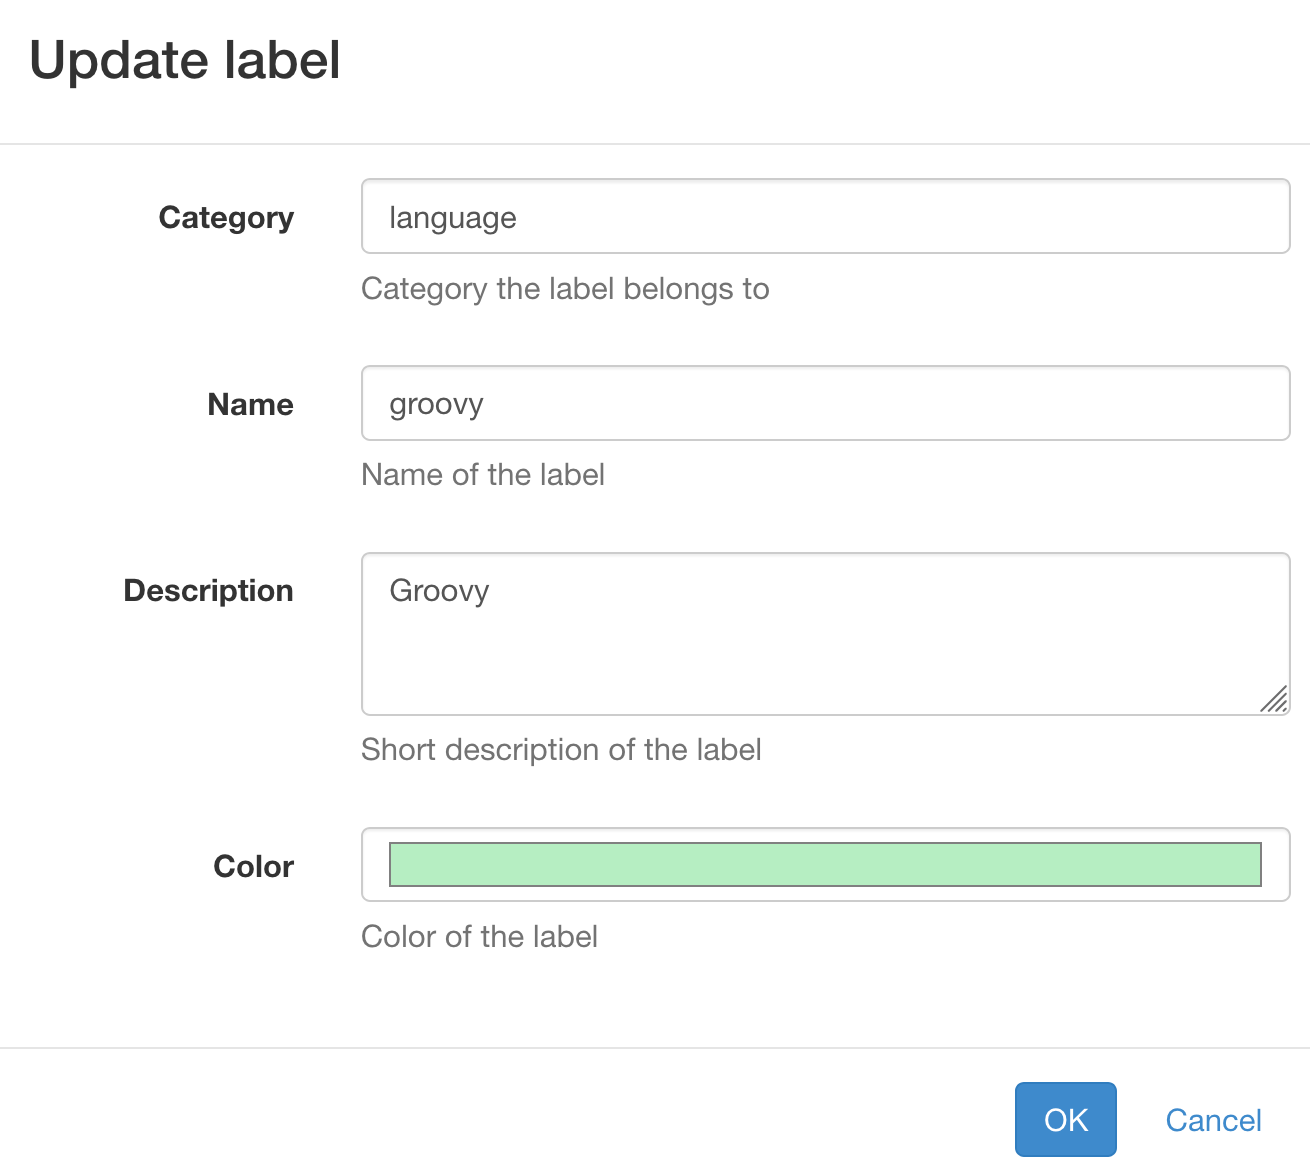 Update label
Category
language
Category the label belongs to
Name
groovy
Name of the label
Description
Groovy
Short description of the label
Color
Color of the label
OK
Cancel